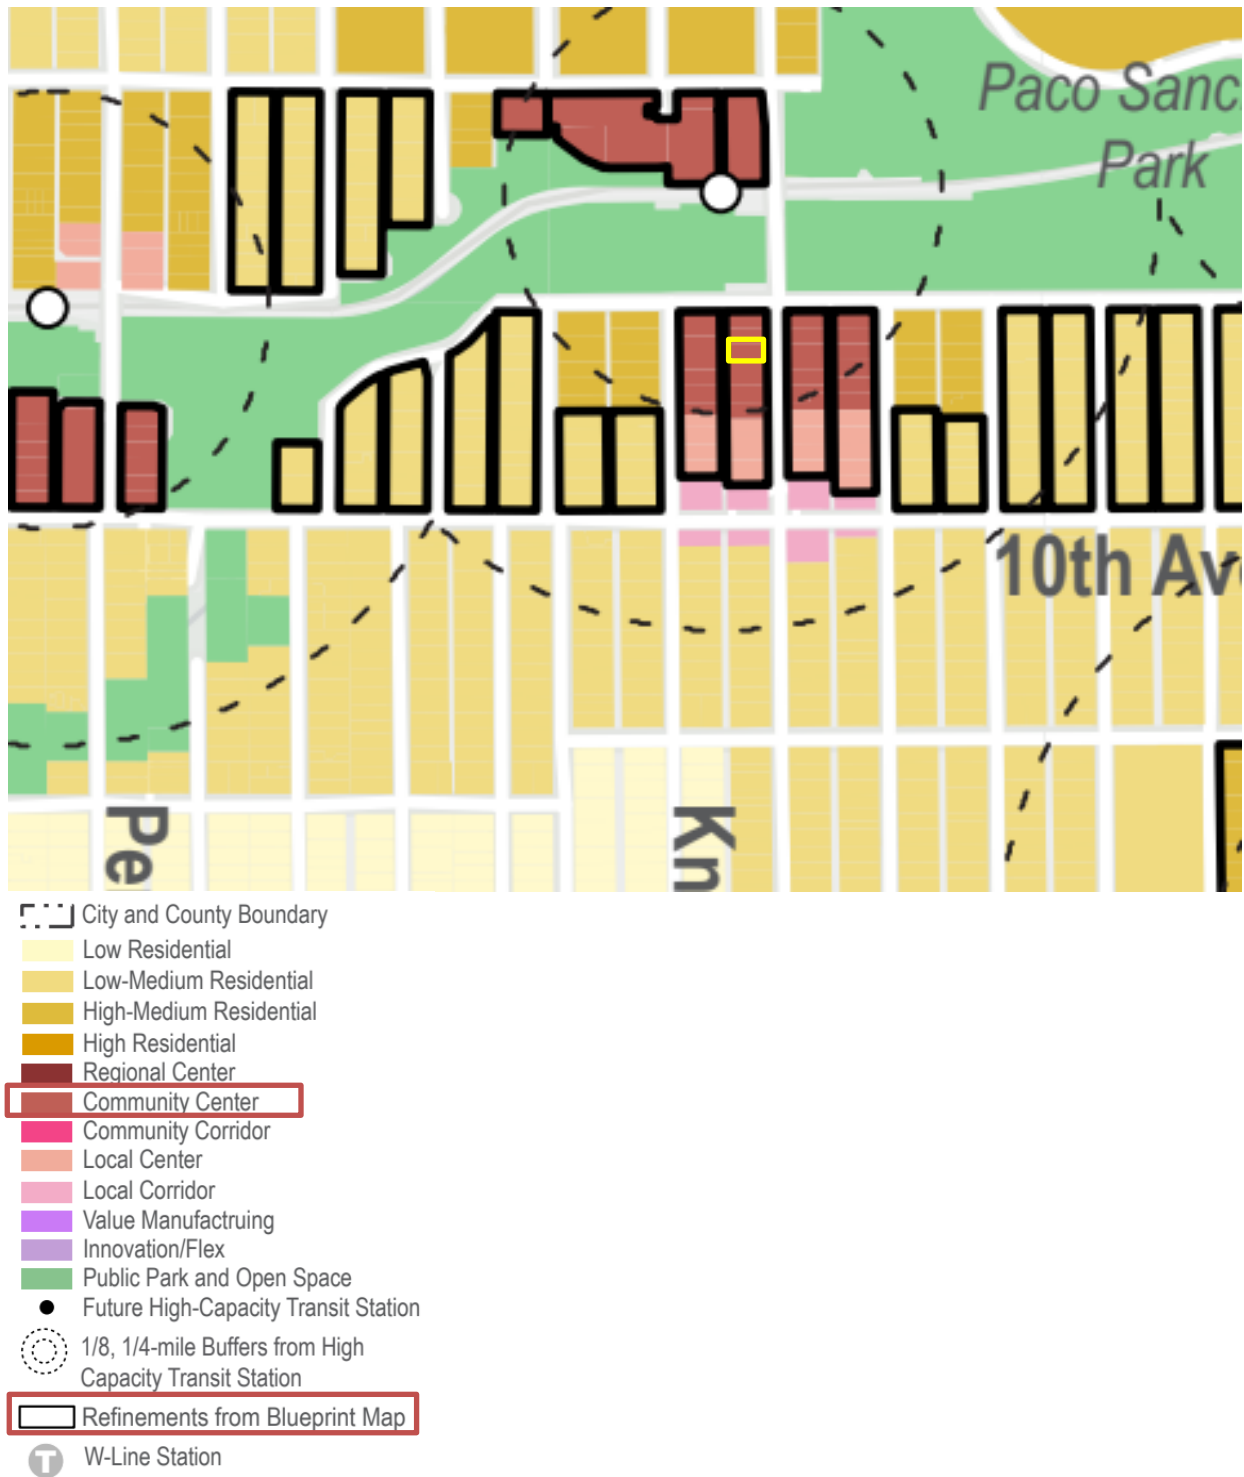 Paco Sanc
Park
10th Av
Pe
Kn
City and County Boundary
Low Residential
Low-Medium Residential
High-Medium Residential
High Residential
Regional Center
Community Center
Community Corridor
Local Center
Local Corridor
Value Manufactruing
Innovation/Flex
Public Park and Open Space
Future High-Capacity Transit Station
1/8, 1/4-mile Buffers from High
Capacity Transit Station
Refinements from Blueprint Map
T W-Line Station